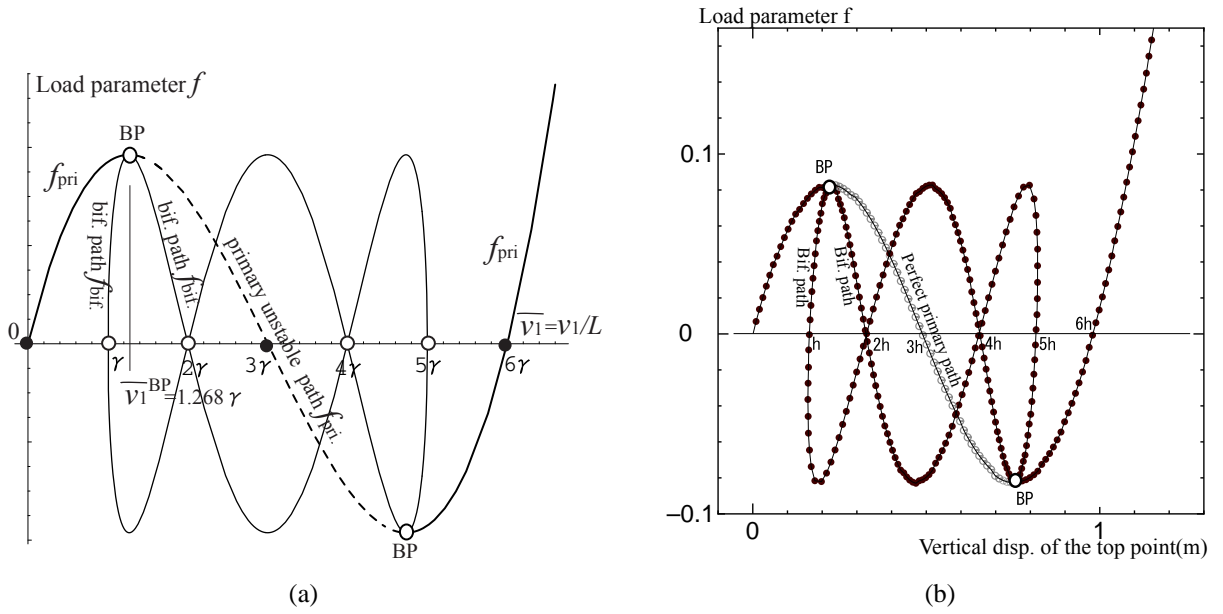 Load parameter f
BP
fpri
bif. path fbif.
bif. path fbif.
primary unstable path fpri.
fpri
0
v1=v1/L
γ
2γ
3γ
4γ
5γ
6γ
v1BP=1.268 γ
BP
(a)
Load parameter f
0.1
0
−0.1
BP
Bif. path
Bif. path
Perfect primary path
h
2h
3h
4h
5h
6h
BP
0
1
Vertical disp. of the top point(m)
(b)